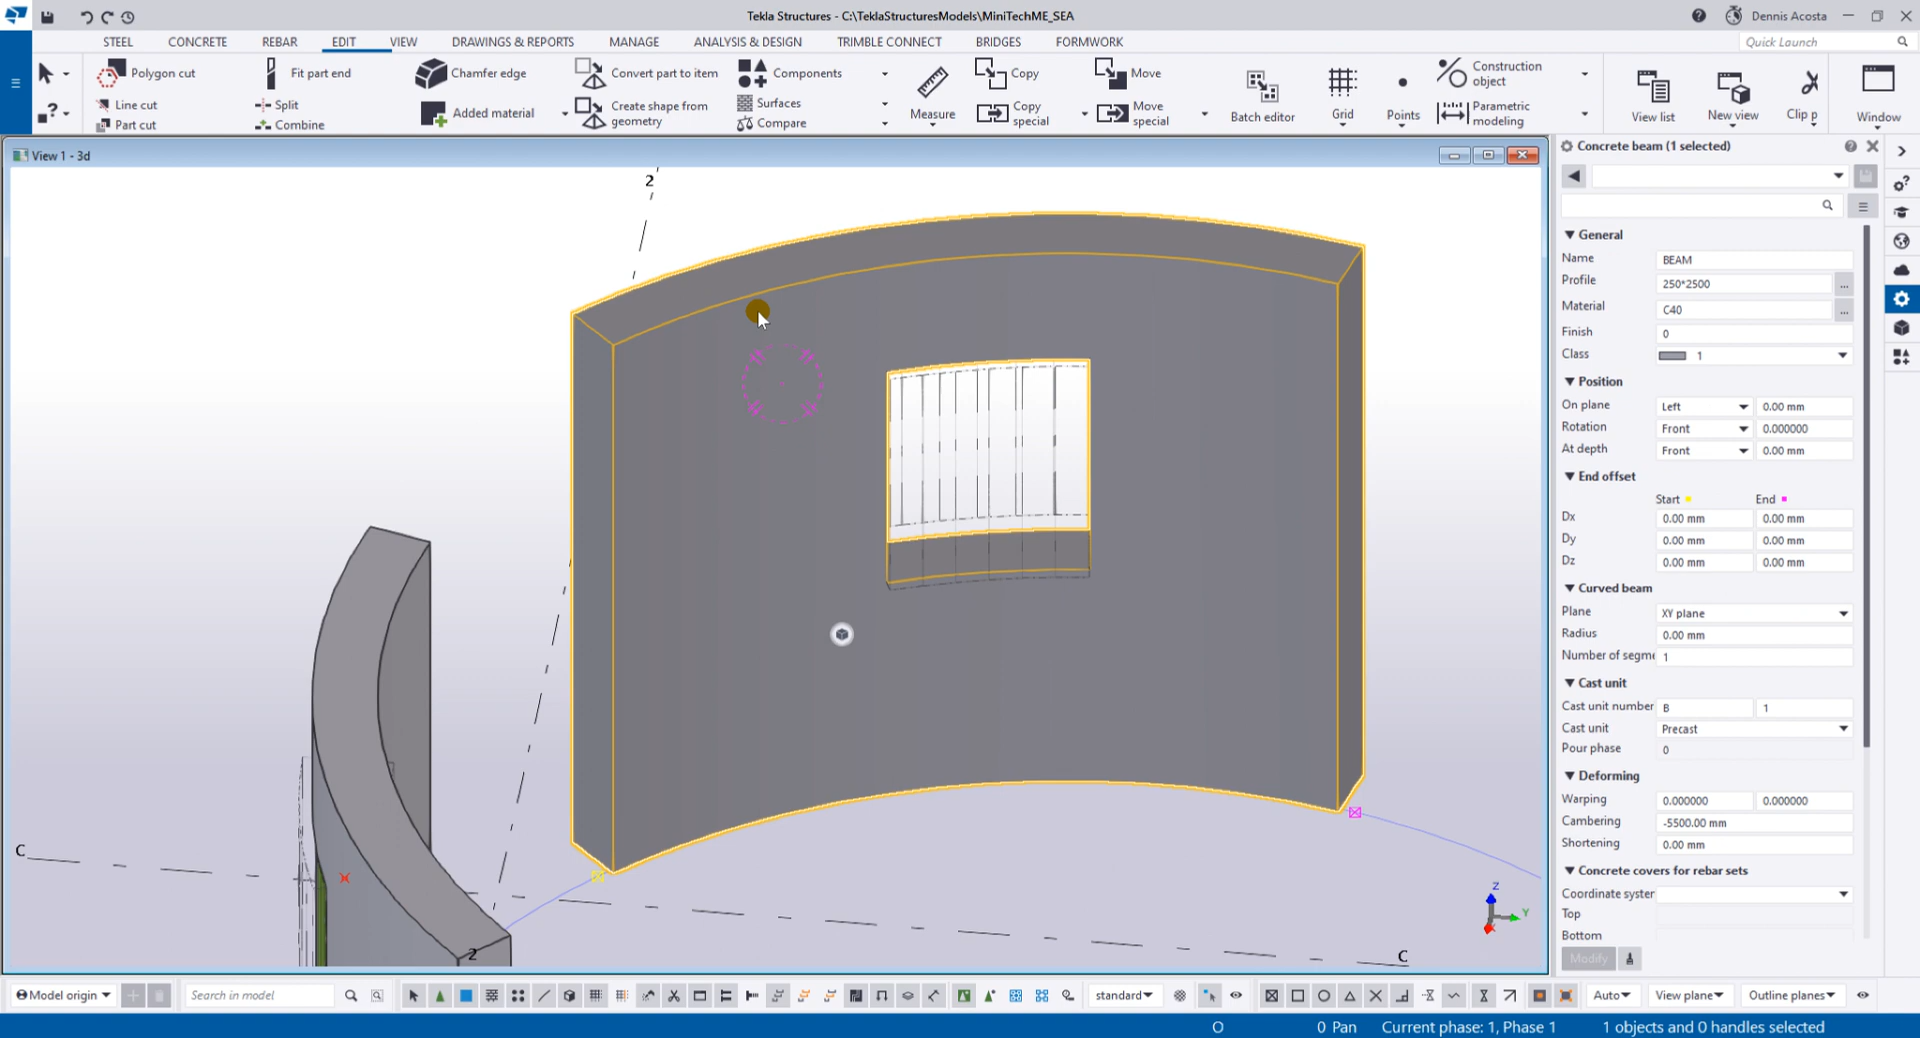 Tekla Structures - C:\TeklaStructuresModels\MiniTechME_SEA
Dennis Acosta
STEEL CONCRETE REBAR EDIT VIEW DRAWINGS & REPORTS MANAGE ANALYSIS & DESIGN TRIMBLE CONNECT BRIDGES FORMWORK
Quick Launch
Polygon cut
Line cut
Part cut
Fit part end
Split
Combine
Chamfer edge
Added material
Convert part to item
Create shape from
geometry
Components
Surfaces
Compare
Measure
Copy
Copy
special
Move
Move
special
Batch editor
Grid
Points
Construction
object
Parametric
modeling
View list
New view
Clip p
Window
View 1 - 3d
2
C
2
C
Z
Y
Concrete beam (1 selected)
General
Name BEAM
Profile 250*2500 ...
Material C40 ...
Finish 0
Class 1
Position
On plane Left 0.00 mm
Rotation Front 0.000000
At depth Front 0.00 mm
End offset
Start End
Dx 0.00 mm 0.00 mm
Dy 0.00 mm 0.00 mm
Dz 0.00 mm 0.00 mm
Curved beam
Plane XY plane
Radius 0.00 mm
Number of segme 1
Cast unit
Cast unit number B 1
Cast unit Precast
Pour phase 0
Deforming
Warping 0.000000 0.000000
Cambering -5500.00 mm
Shortening 0.00 mm
Concrete covers for rebar sets
Coordinate syster
Top
Bottom
Modify
Model origin
Search in model
standard
Auto
View plane
Outline planes
O 0 Pan Current phase: 1, Phase 1 1 objects and 0 handles selected